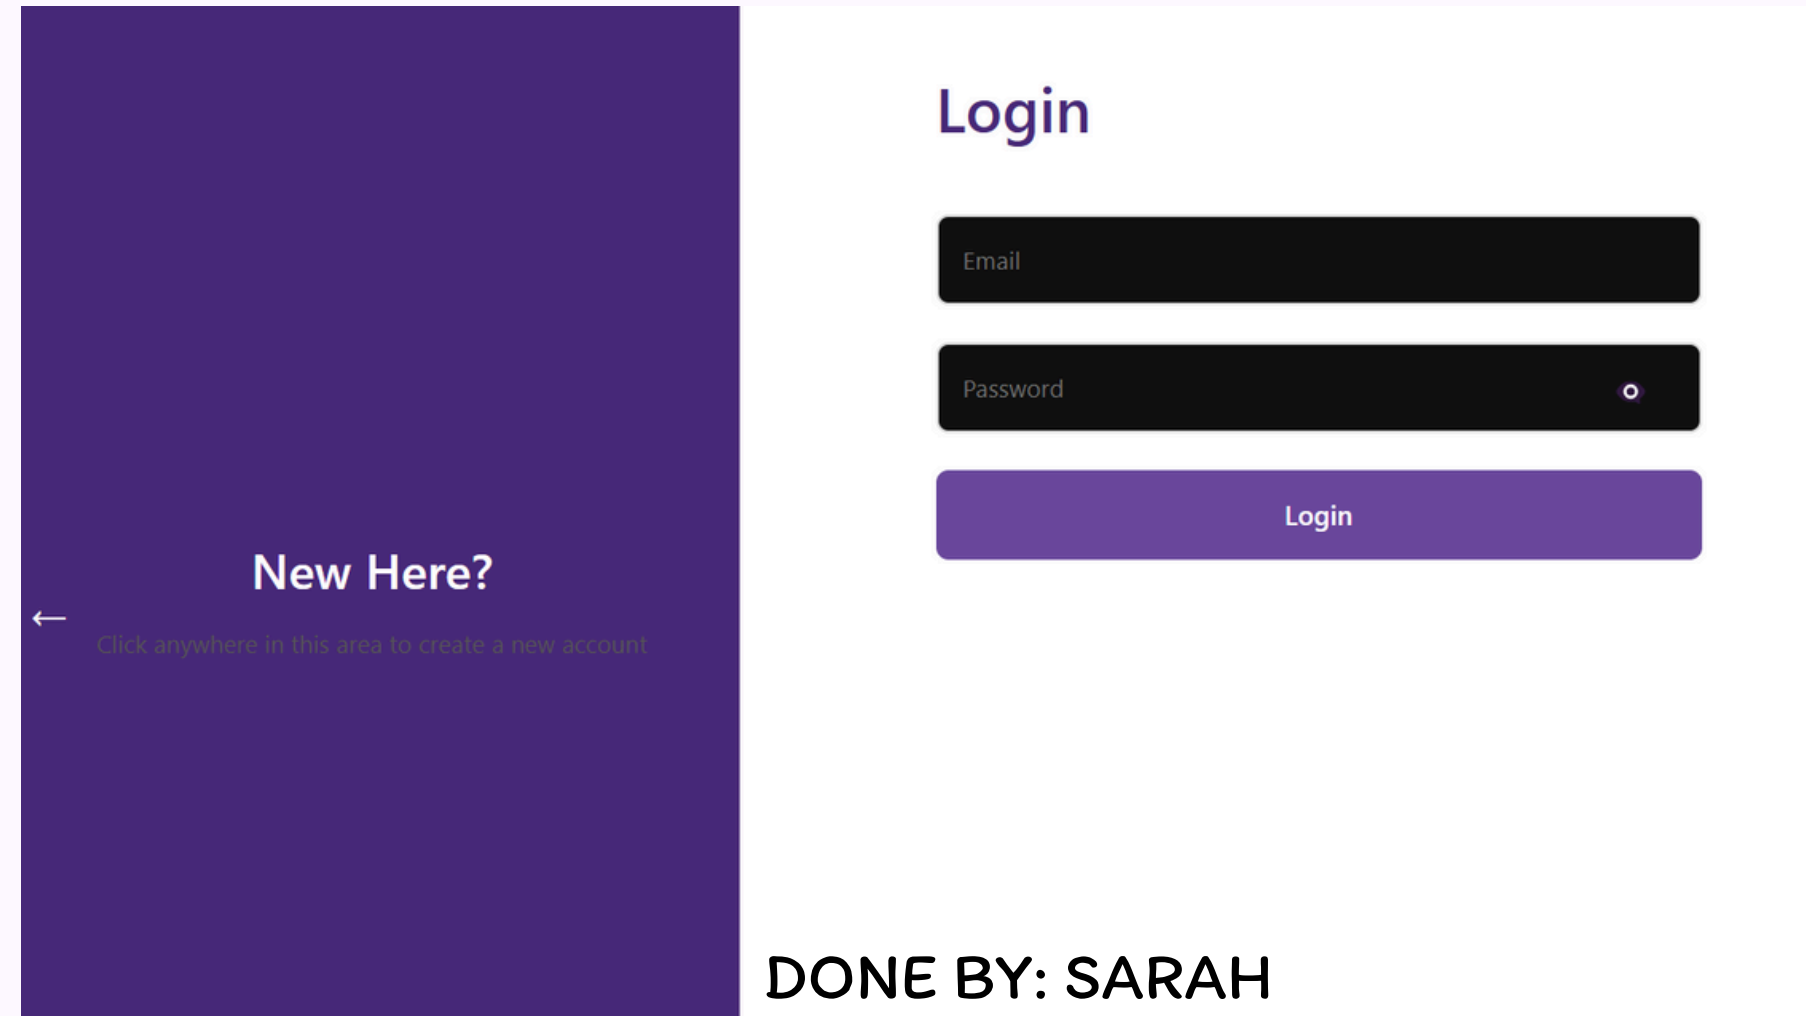 New Here?
←
Click anywhere in this area to create a new account
Login
Email
Password
Login
DONE BY: SARAH